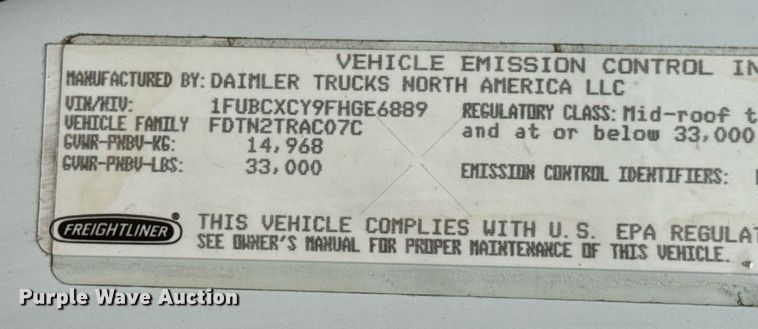 VEHICLE EMISSION CONTROL IN
MANUFACTURED BY: DAIMLER TRUCKS NORTH AMERICA LLC
VIN/NIV: 1FUBCXCY9FHGE6889 REGULATORY CLASS: Mid-roof t
VEHICLE FAMILY FDTN2TRAC07C and at or below 33,000
GVWR-PNBV-KG: 14,968
GVWR-PNBV-LBS: 33,000 EMISSION CONTROL IDENTIFIERS:
FREIGHTLINER® THIS VEHICLE COMPLIES WITH U.S. EPA REGULAT
SEE OWNER'S MANUAL FOR PROPER MAINTENANCE OF THIS VEHICLE.
Purple Wave Auction